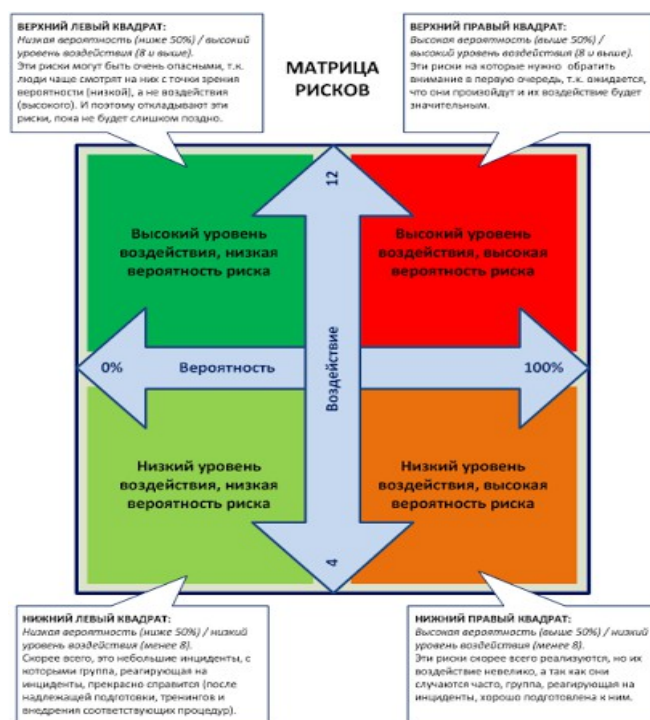 ВЕРХНИЙ ЛЕВЫЙ КВАДРАТ:
Низкая вероятность (ниже 50%) / высокий
уровень воздействия (8 и выше).
Эти риски могут быть очень опасными, т.к.
люди чаще смотрят на них с точки зрения
вероятности (низкой), а не воздействия
(высокого). И поэтому откладывают эти
риски, пока не будет слишком поздно.
МАТРИЦА
РИСКОВ
ВЕРХНИЙ ПРАВЫЙ КВАДРАТ:
Высокая вероятность (выше 50%) /
высокий уровень воздействия (8 и выше).
Эти риски на которые нужно обратить
внимание в первую очередь, т.к. ожидается,
что они произойдут и их воздействие будет
значительным.
12
Высокий уровень
воздействия, низкая
вероятность риска
Высокий уровень
воздействия, высокая
вероятность риска
0%
Вероятность
Воздействие
100%
Низкий уровень
воздействия, низкая
вероятность риска
Низкий уровень
воздействия, высокая
вероятность риска
4
НИЖНИЙ ЛЕВЫЙ КВАДРАТ:
Низкая вероятность (ниже 50%) / низкий
уровень воздействия (менее 8).
Скорее всего, это небольшие инциденты, с
которыми группа, реагирующая на
инциденты, прекрасно справится (после
надлежащей подготовки, тренингов и
внедрения соответствующих процедур).
НИЖНИЙ ПРАВЫЙ КВАДРАТ:
Высокая вероятность (выше 50%) / низкий
уровень воздействия (менее 8).
Эти риски скорее всего реализуются, но их
воздействие невелико, а так как они
случаются часто, группа, реагирующая на
инциденты, хорошо подготовлена к ним.